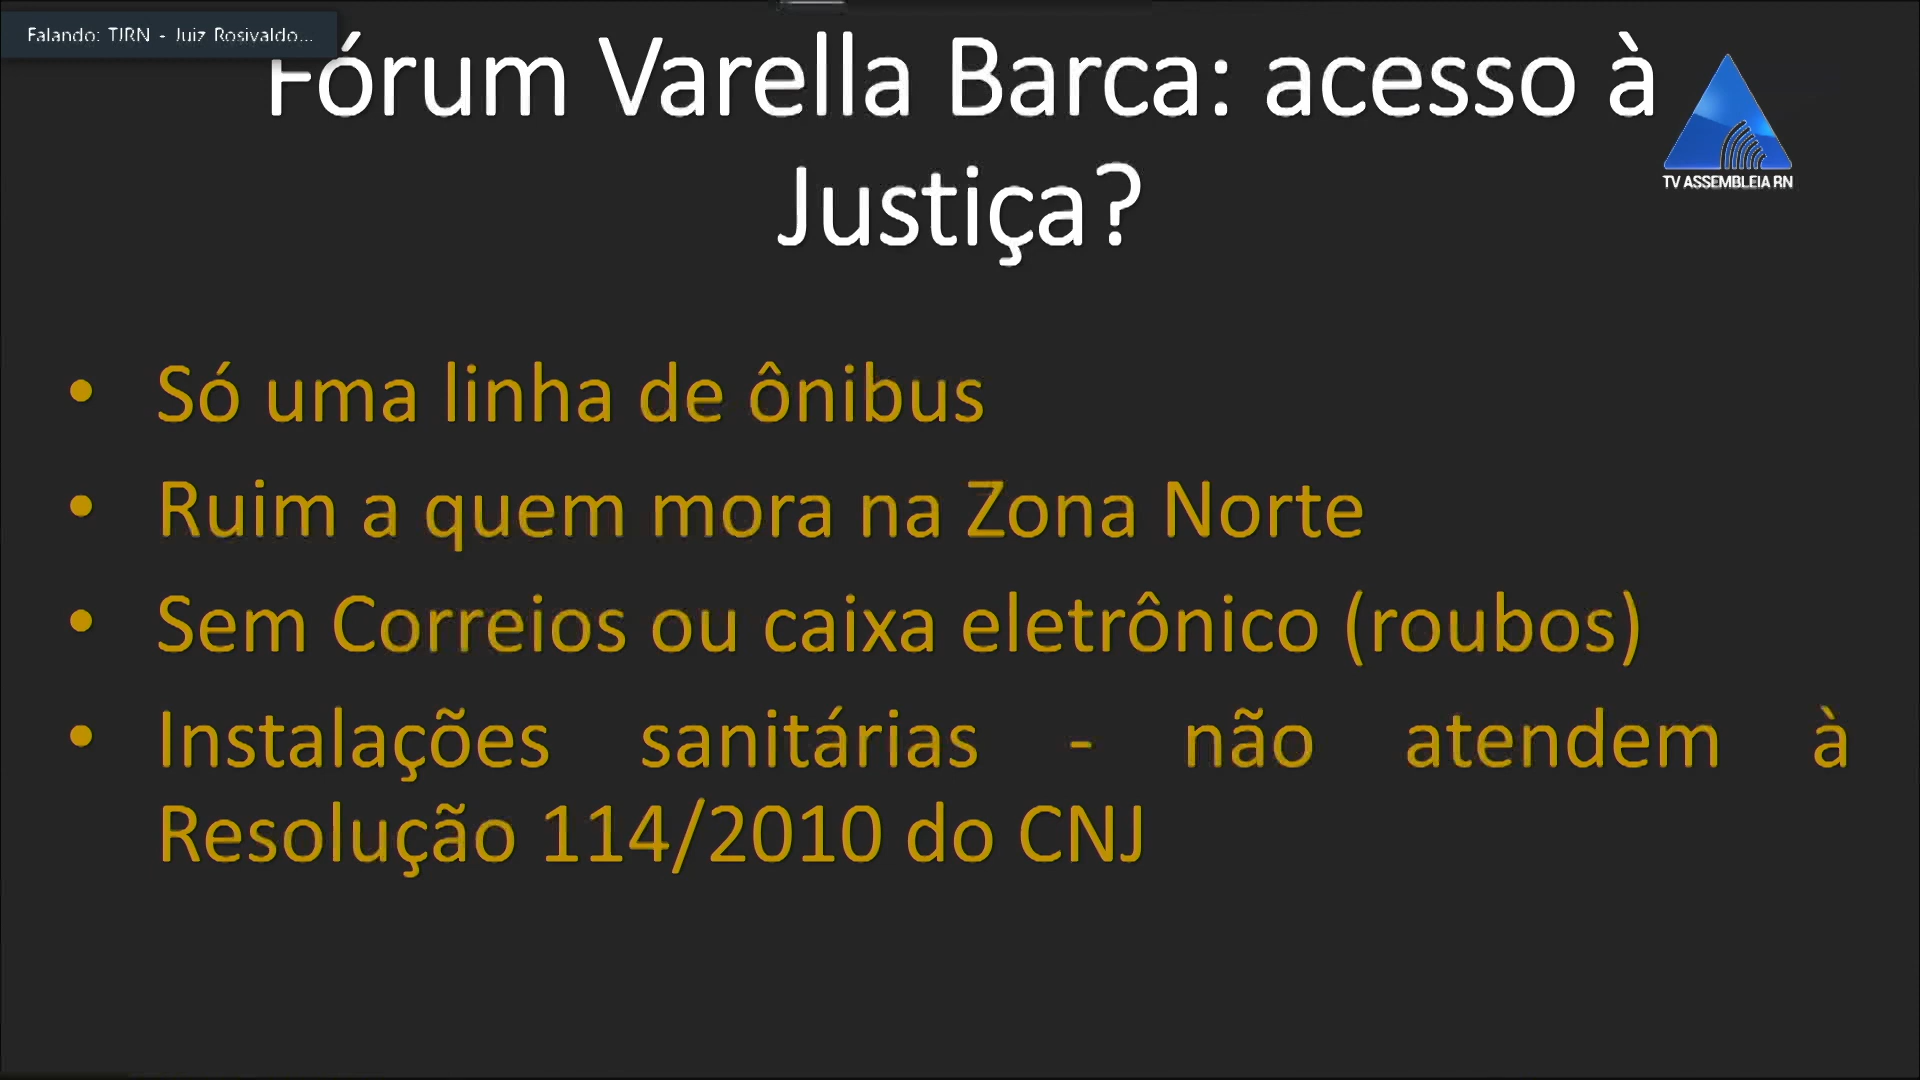 Falando: TJRN - Juiz Rosivaldo...
Fórum Varella Barca: acesso à
Justiça?
TV ASSEMBLEIA RN
• Só uma linha de ônibus
• Ruim a quem mora na Zona Norte
• Sem Correios ou caixa eletrônico (roubos)
• Instalações sanitárias - não atendem à
Resolução 114/2010 do CNJ